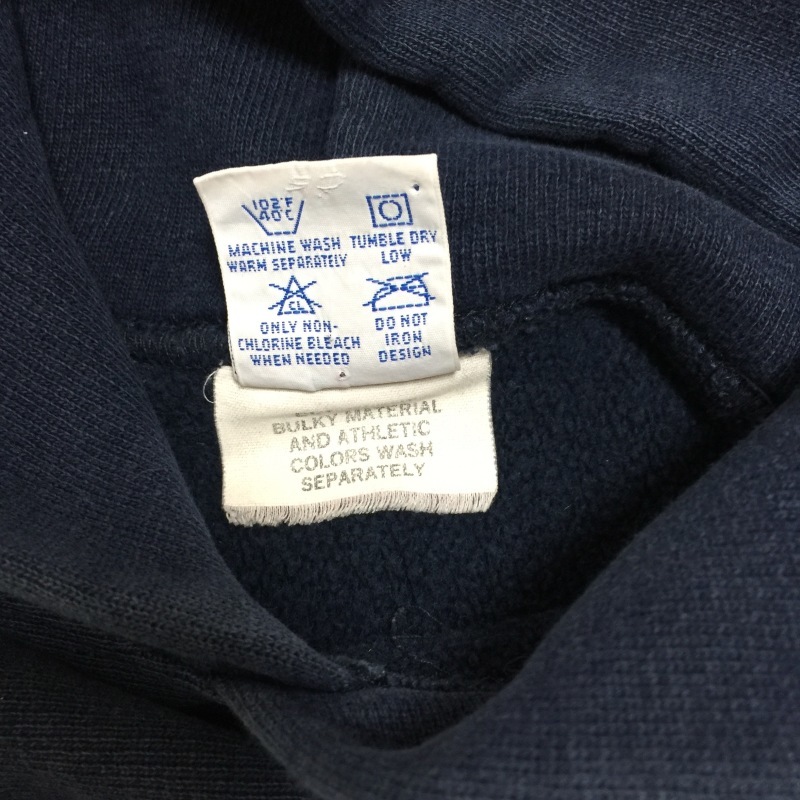 102°F
40°C
MACHINE WASH
WARM SEPARATELY
TUMBLE DRY
LOW
CL
ONLY NON-
CHLORINE BLEACH
WHEN NEEDED
DO NOT
IRON
DESIGN
BULKY MATERIAL
AND ATHLETIC
COLORS WASH
SEPARATELY